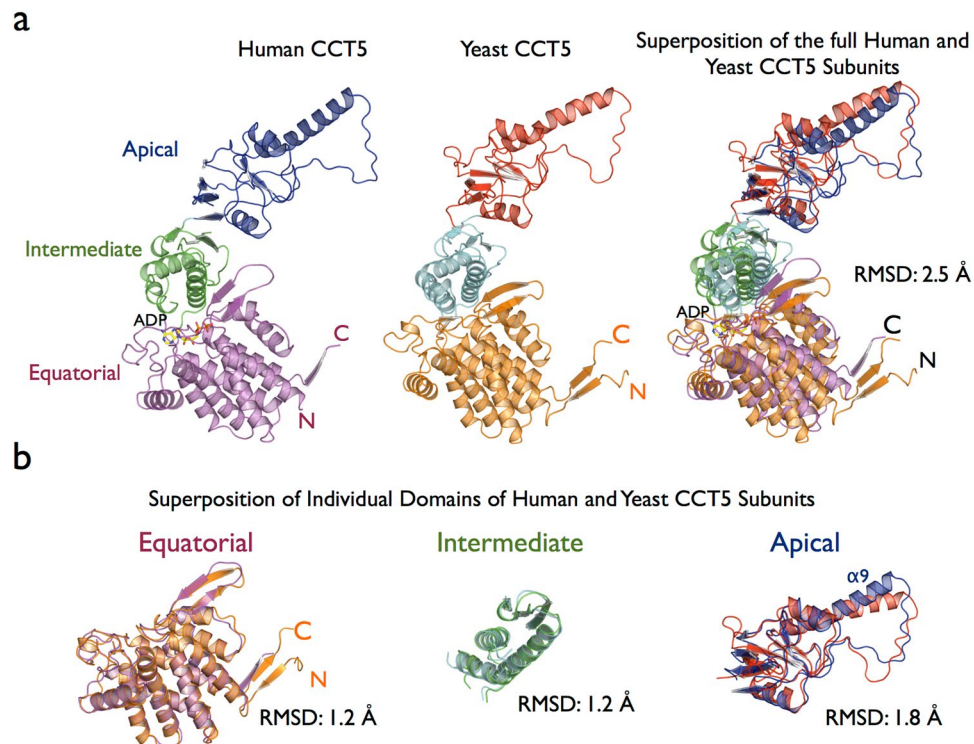 a
Human CCT5
Yeast CCT5
Superposition of the full Human and
Yeast CCT5 Subunits
Apical
Intermediate
RMSD: 2.5 Å
ADP
ADP
Equatorial
C
N
C
N
C
N
b
Superposition of Individual Domains of Human and Yeast CCT5 Subunits
Equatorial
Intermediate
Apical
α9
C
N
RMSD: 1.2 Å
RMSD: 1.2 Å
RMSD: 1.8 Å